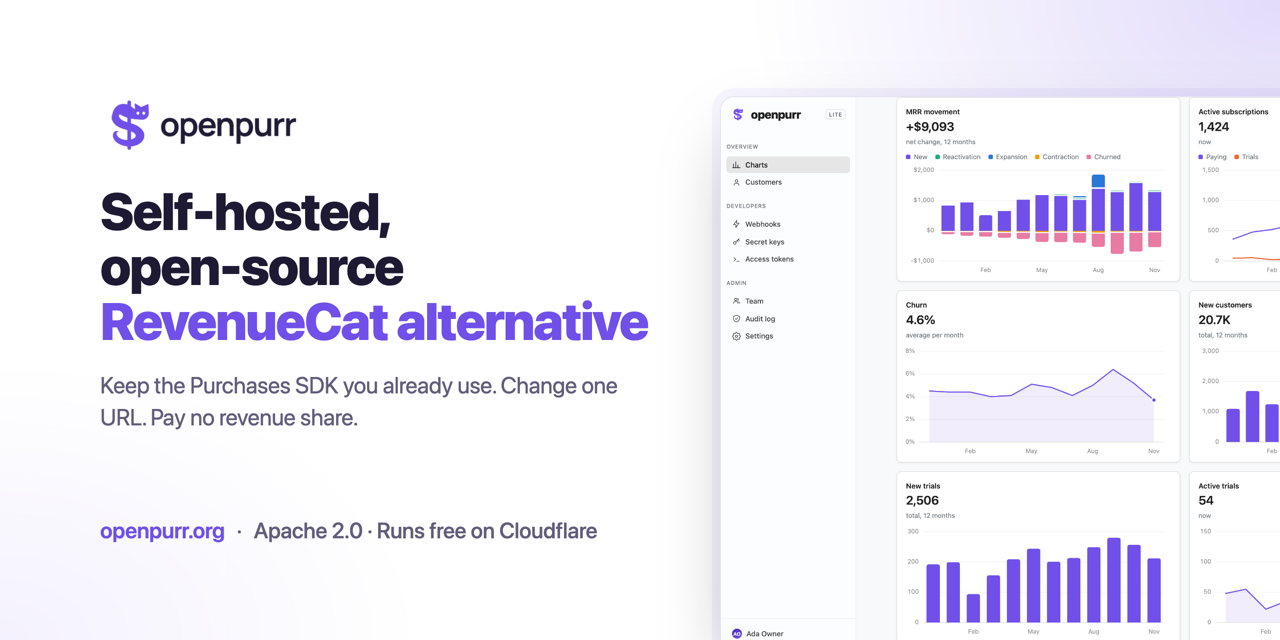 openpurr
Self-hosted,
open-source
RevenueCat alternative
Keep the Purchases SDK you already use. Change one
URL. Pay no revenue share.
openpurr.org · Apache 2.0 · Runs free on Cloudflare
openpurr
LITE
OVERVIEW
Charts
Customers
DEVELOPERS
Webhooks
Secret keys
Access tokens
ADMIN
Team
Audit log
Settings
AO
Ada Owner
MRR movement
+$9,093
net change, 12 months
New Reactivation Expansion Contraction Churned
$2,000
$1,000
$0
-$1,000
Feb May Aug Nov
Active subscriptions
1,424
now
Paying Trials
1,500
1,000
500
0
Feb
Churn
4.6%
average per month
8%
6%
4%
2%
0%
Feb May Aug Nov
New customers
20.7K
total, 12 months
3,000
2,000
1,000
0
Feb
New trials
2,506
total, 12 months
300
200
100
0
Feb May Aug Nov
Active trials
54
now
150
100
50
0
Feb